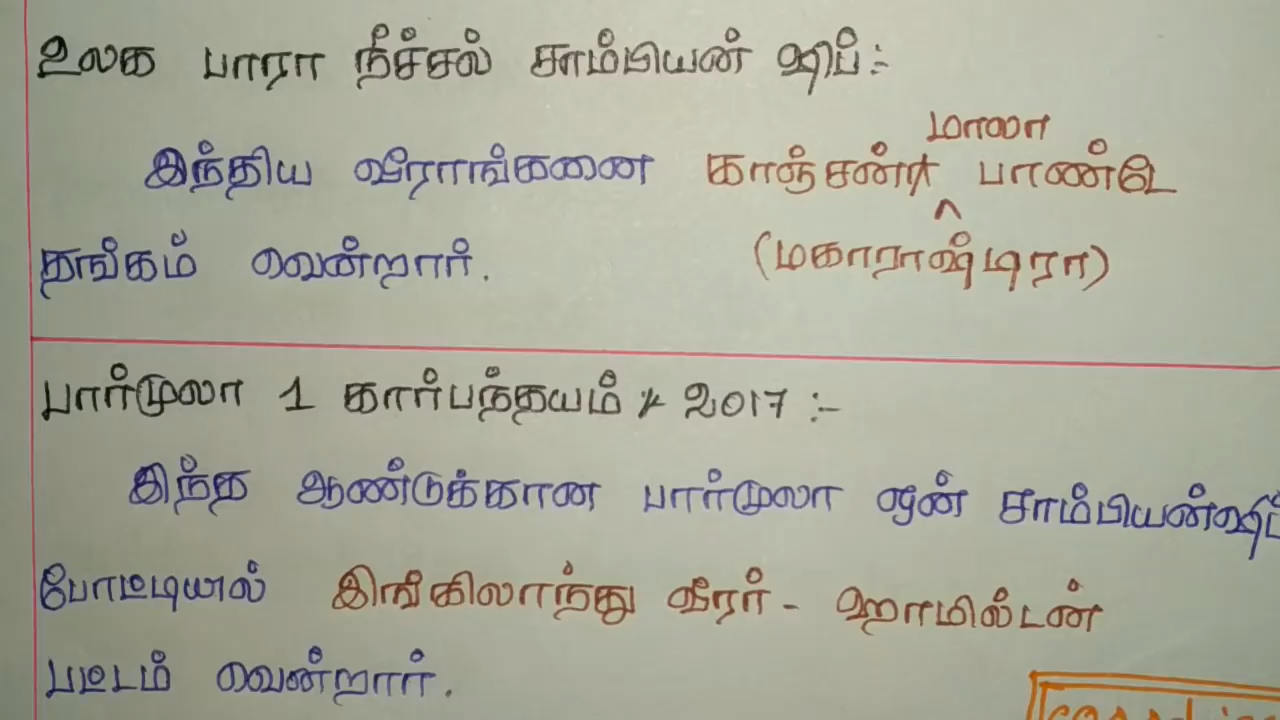 உலக பாரா நீச்சல் சாம்பியன் ஷிப் :-
மாலா
இந்திய வீராங்கனை காஞ்சன பாண்டே
தங்கம் வென்றார். (மகாராஷ்டிரா)
பார்முலா 1 கார்பந்தயம் 2017 :-
இந்த ஆண்டுக்கான பார்முலா ஒன் சாம்பியன்ஷிப்
போட்டியில் இங்கிலாந்து வீரர் - ஹாமில்டன்
பட்டம் வென்றார்.